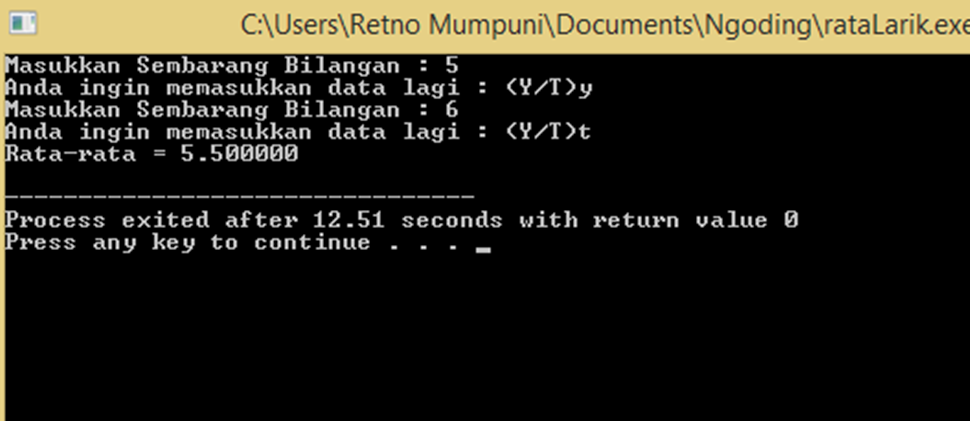 C:\Users\Retno Mumpuni\Documents\Ngoding\rataLarik.exe
Masukkan Sembarang Bilangan : 5
Anda ingin memasukkan data lagi : (Y/T)y
Masukkan Sembarang Bilangan : 6
Anda ingin memasukkan data lagi : (Y/T)t
Rata-rata = 5.500000
--------------------------------
Process exited after 12.51 seconds with return value 0
Press any key to continue . . . _